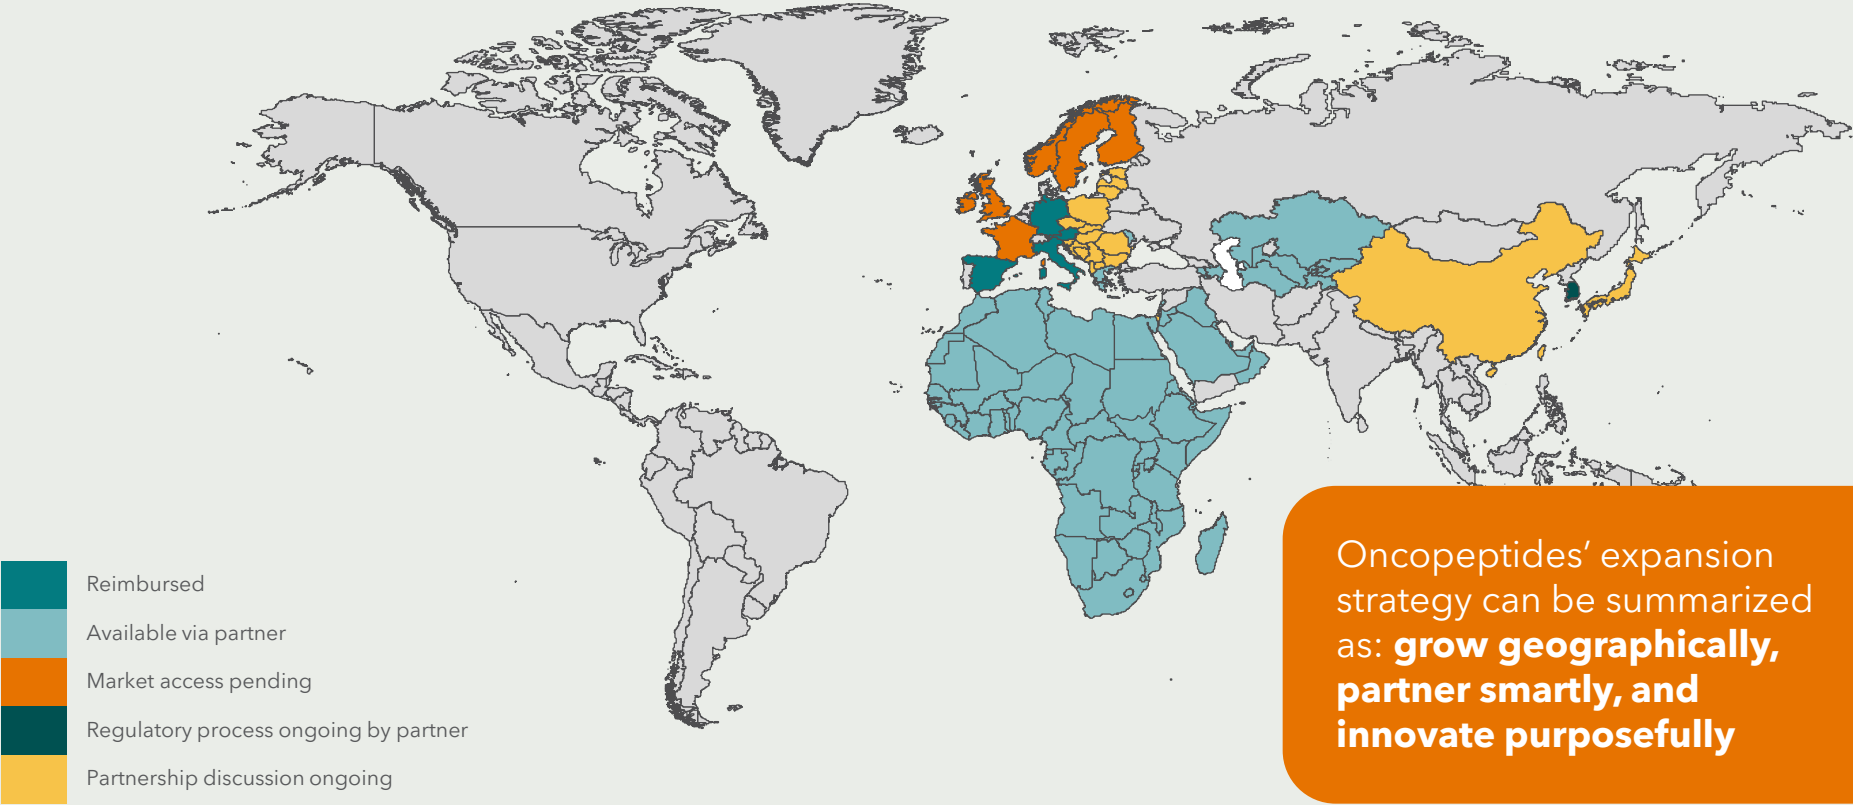 Reimbursed
Available via partner
Market access pending
Regulatory process ongoing by partner
Partnership discussion ongoing
Oncopeptides’ expansion
strategy can be summarized
as: grow geographically,
partner smartly, and
innovate purposefully